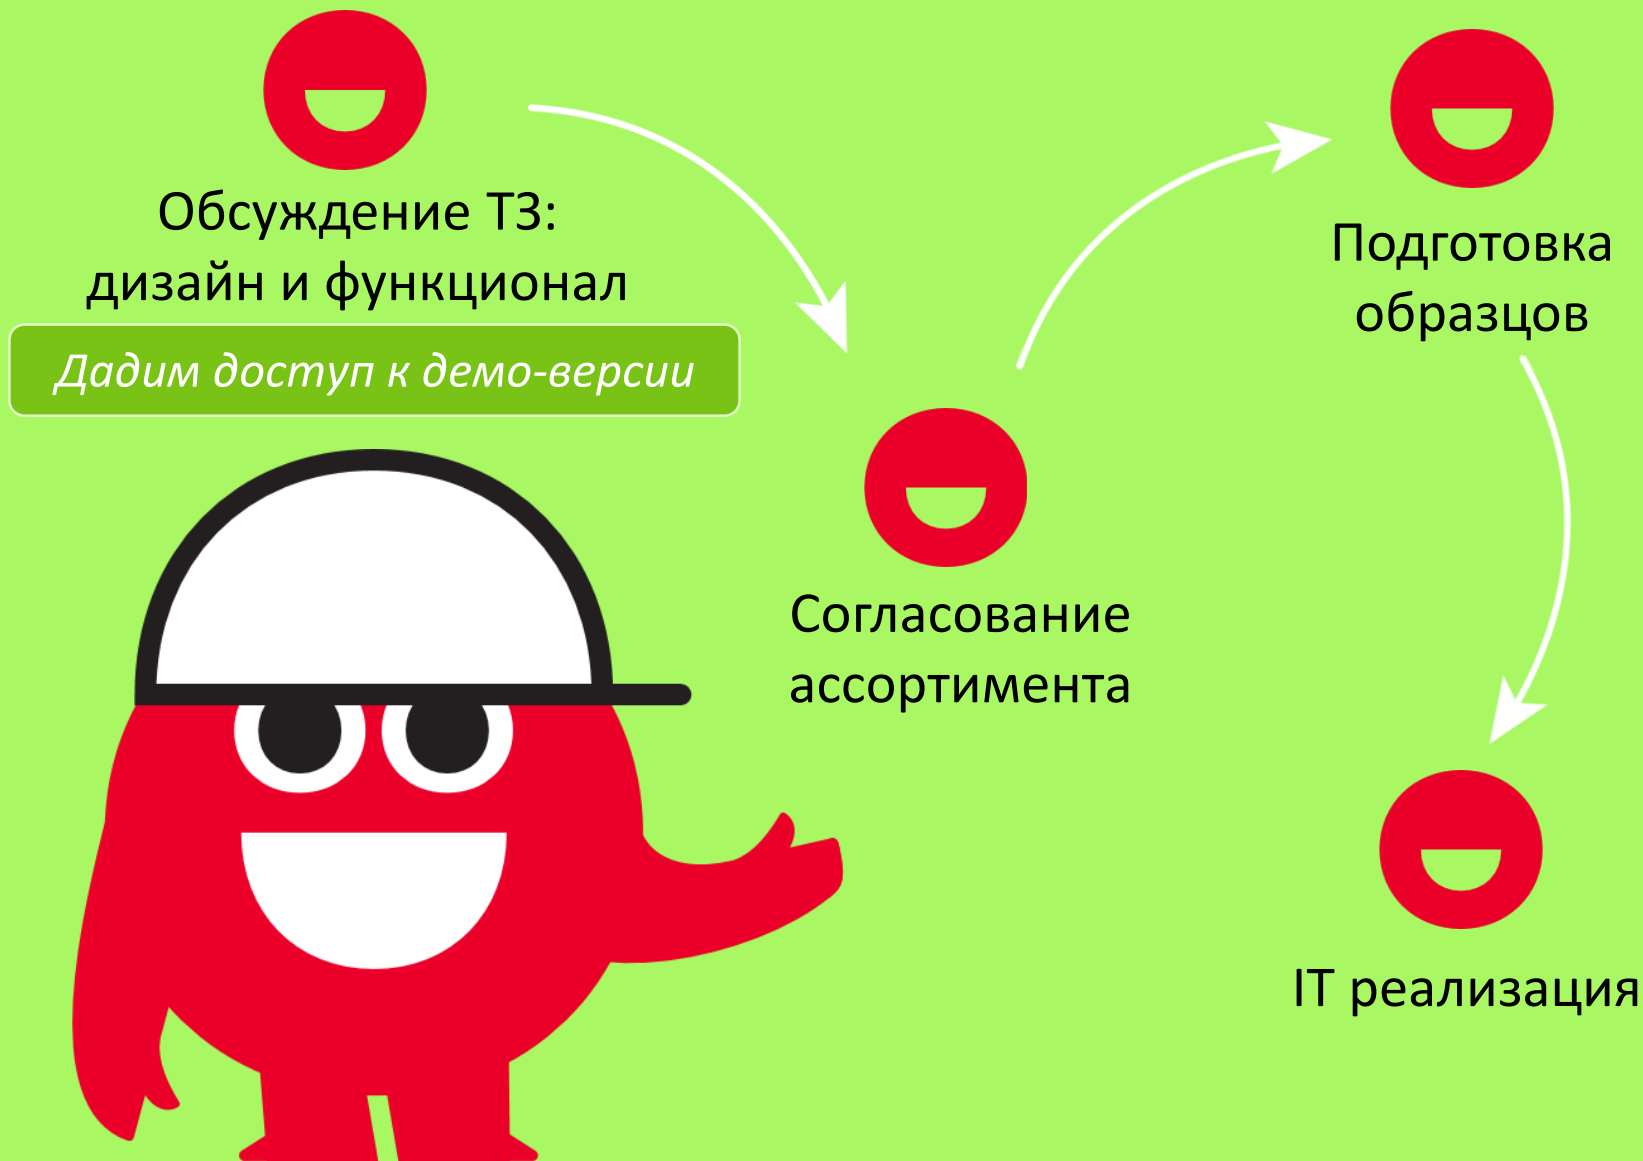 Обсуждение ТЗ:
дизайн и функционал
Дадим доступ к демо-версии
Согласование
ассортимента
Подготовка
образцов
IT реализация